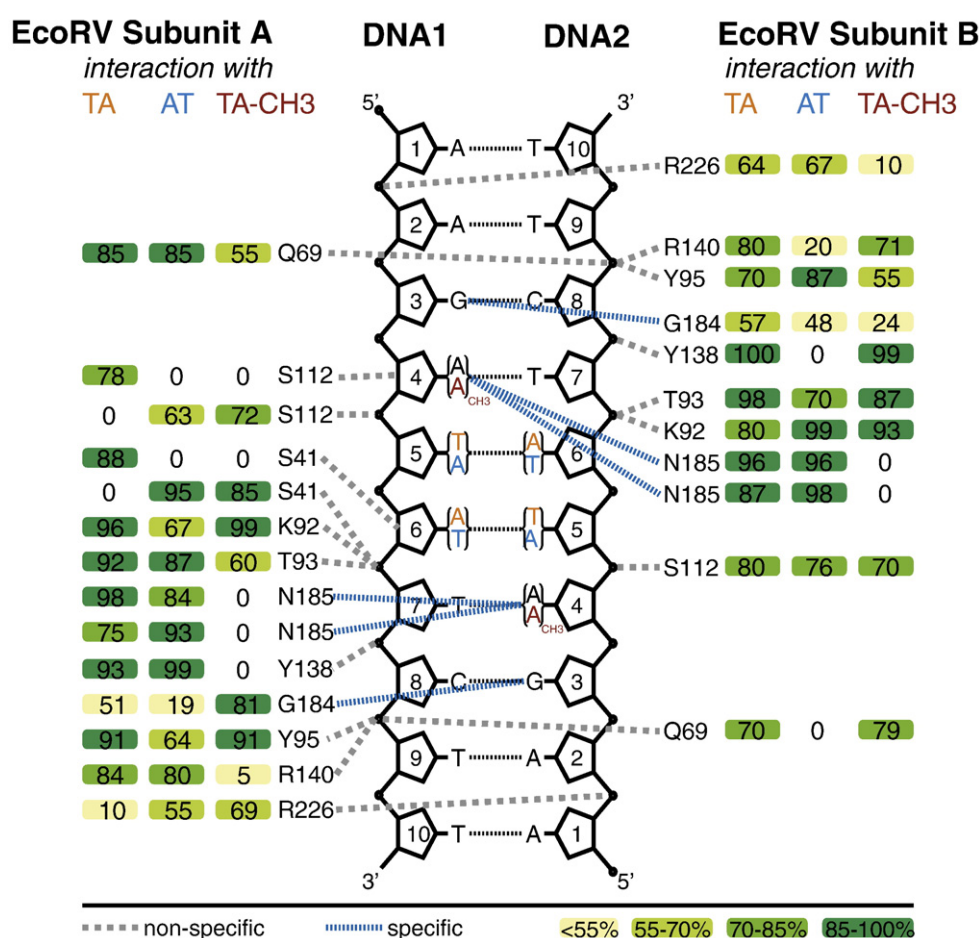 EcoRV Subunit A DNA1 DNA2 EcoRV Subunit B
interaction with interaction with
TA AT TA-CH3 TA AT TA-CH3
5' 3'
1 A T 10
R226 64 67 10
2 A T 9
85 85 55 Q69 R140 80 20 71
Y95 70 87 55
3 G C 8
G184 57 48 24
Y138 100 0 99
78 0 0 S112 4 A T 7
A CH3
T93 98 70 87
0 63 72 S112
K92 80 99 93
88 0 0 S41 5 T A 6
A T
N185 96 96 0
0 95 85 S41 N185 87 98 0
96 67 99 K92 6 A T 5
T A
92 87 60 T93 S112 80 76 70
98 84 0 N185 7 T A 4
A CH3
75 93 0 N185
93 99 0 Y138
8 C G 3
51 19 81 G184
91 64 91 Y95 Q69 70 0 79
84 80 5 R140 9 T A 2
10 55 69 R226
10 T A 1
3' 5'
non-specific specific <55% 55-70% 70-85% 85-100%